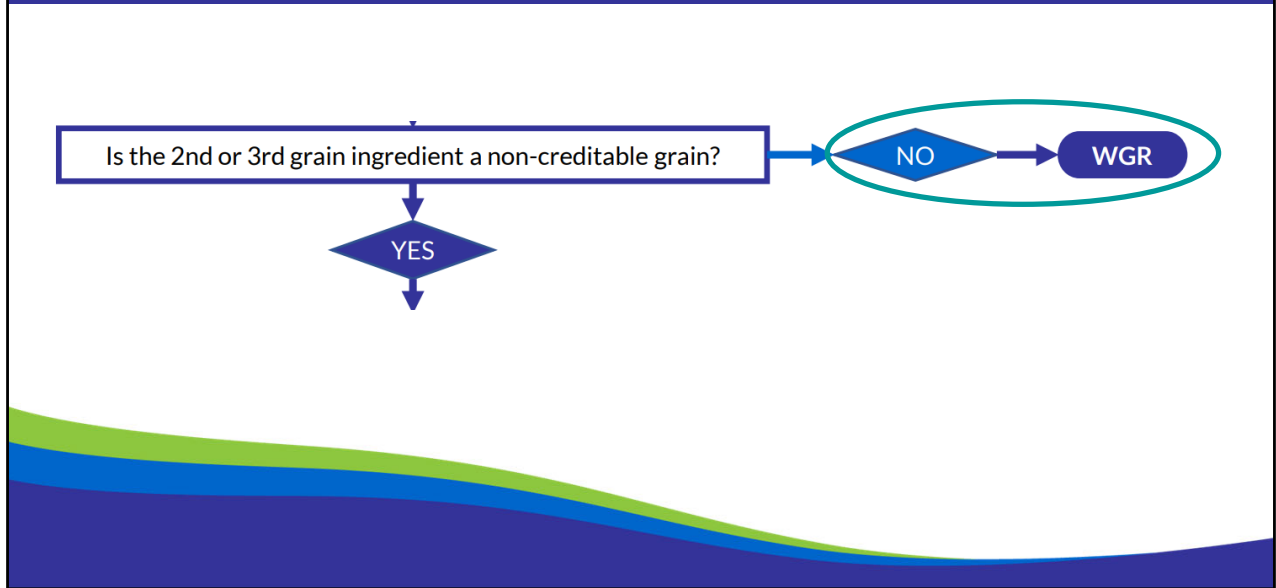 Is the 2nd or 3rd grain ingredient a non-creditable grain?
NO
WGR
YES